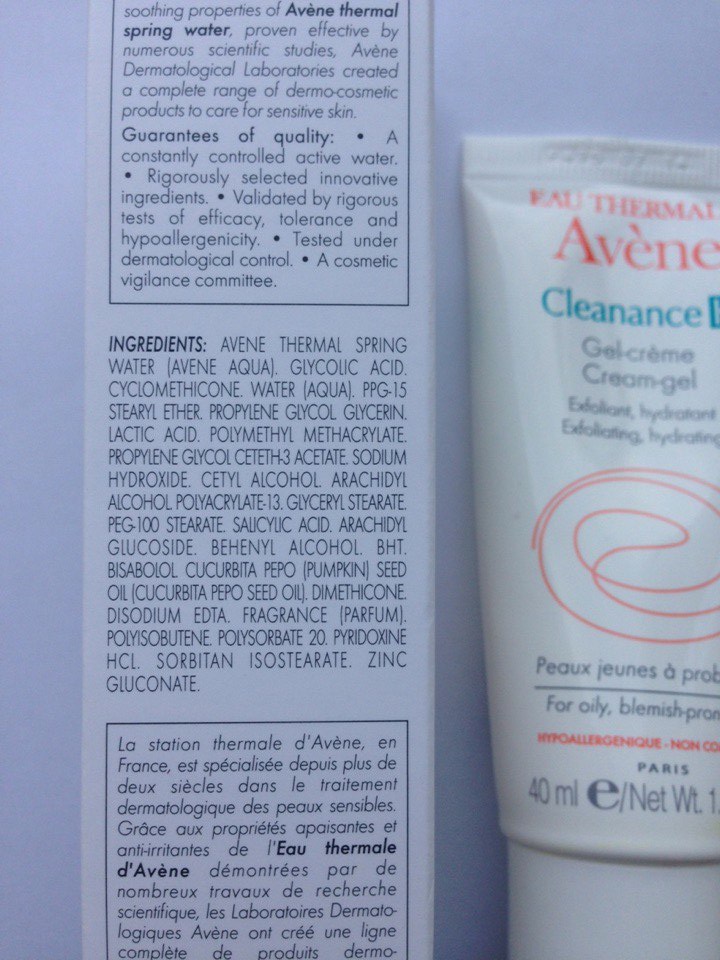 soothing properties of Avène thermal
spring water, proven effective by
numerous scientific studies, Avène
Dermatological Laboratories created
a complete range of dermo-cosmetic
products to care for sensitive skin.
Guarantees of quality: • A
constantly controlled active water.
• Rigorously selected innovative
ingredients. • Validated by rigorous
tests of efficacy, tolerance and
hypoallergenicity. • Tested under
dermatological control. • A cosmetic
vigilance committee.
INGREDIENTS: AVENE THERMAL SPRING
WATER (AVENE AQUA). GLYCOLIC ACID.
CYCLOMETHICONE. WATER (AQUA). PPG-15
STEARYL ETHER. PROPYLENE GLYCOL GLYCERIN.
LACTIC ACID. POLYMETHYL METHACRYLATE.
PROPYLENE GLYCOL CETETH-3 ACETATE. SODIUM
HYDROXIDE. CETYL ALCOHOL. ARACHIDYL
ALCOHOL POLYACRYLATE-13. GLYCERYL STEARATE.
PEG-100 STEARATE. SALICYLIC ACID. ARACHIDYL
GLUCOSIDE. BEHENYL ALCOHOL. BHT.
BISABOLOL. CUCURBITA PEPO (PUMPKIN) SEED
OIL (CUCURBITA PEPO SEED OIL). DIMETHICONE.
DISODIUM EDTA. FRAGRANCE (PARFUM).
POLYISOBUTENE. POLYSORBATE 20. PYRIDOXINE
HCL. SORBITAN ISOSTEARATE. ZINC
GLUCONATE.
La station thermale d'Avène, en
France, est spécialisée depuis plus de
deux siècles dans le traitement
dermatologique des peaux sensibles.
Grâce aux propriétés apaisantes et
anti-irritantes de l'Eau thermale
d'Avène démontrées par de
nombreux travaux de recherche
scientifique, les Laboratoires Dermato-
logiques Avène ont créé une ligne
complète de produits dermo-
EAU THERMAL
Avène
Cleanance
Gel-crème
Cream-gel
Exfoliant, hydratant
Exfoliating, hydrating
Peaux jeunes à prob
For oily, blemish-pron
HYPOALLERGENIQUE - NON CO
PARIS
40 ml e/Net Wt. 1.